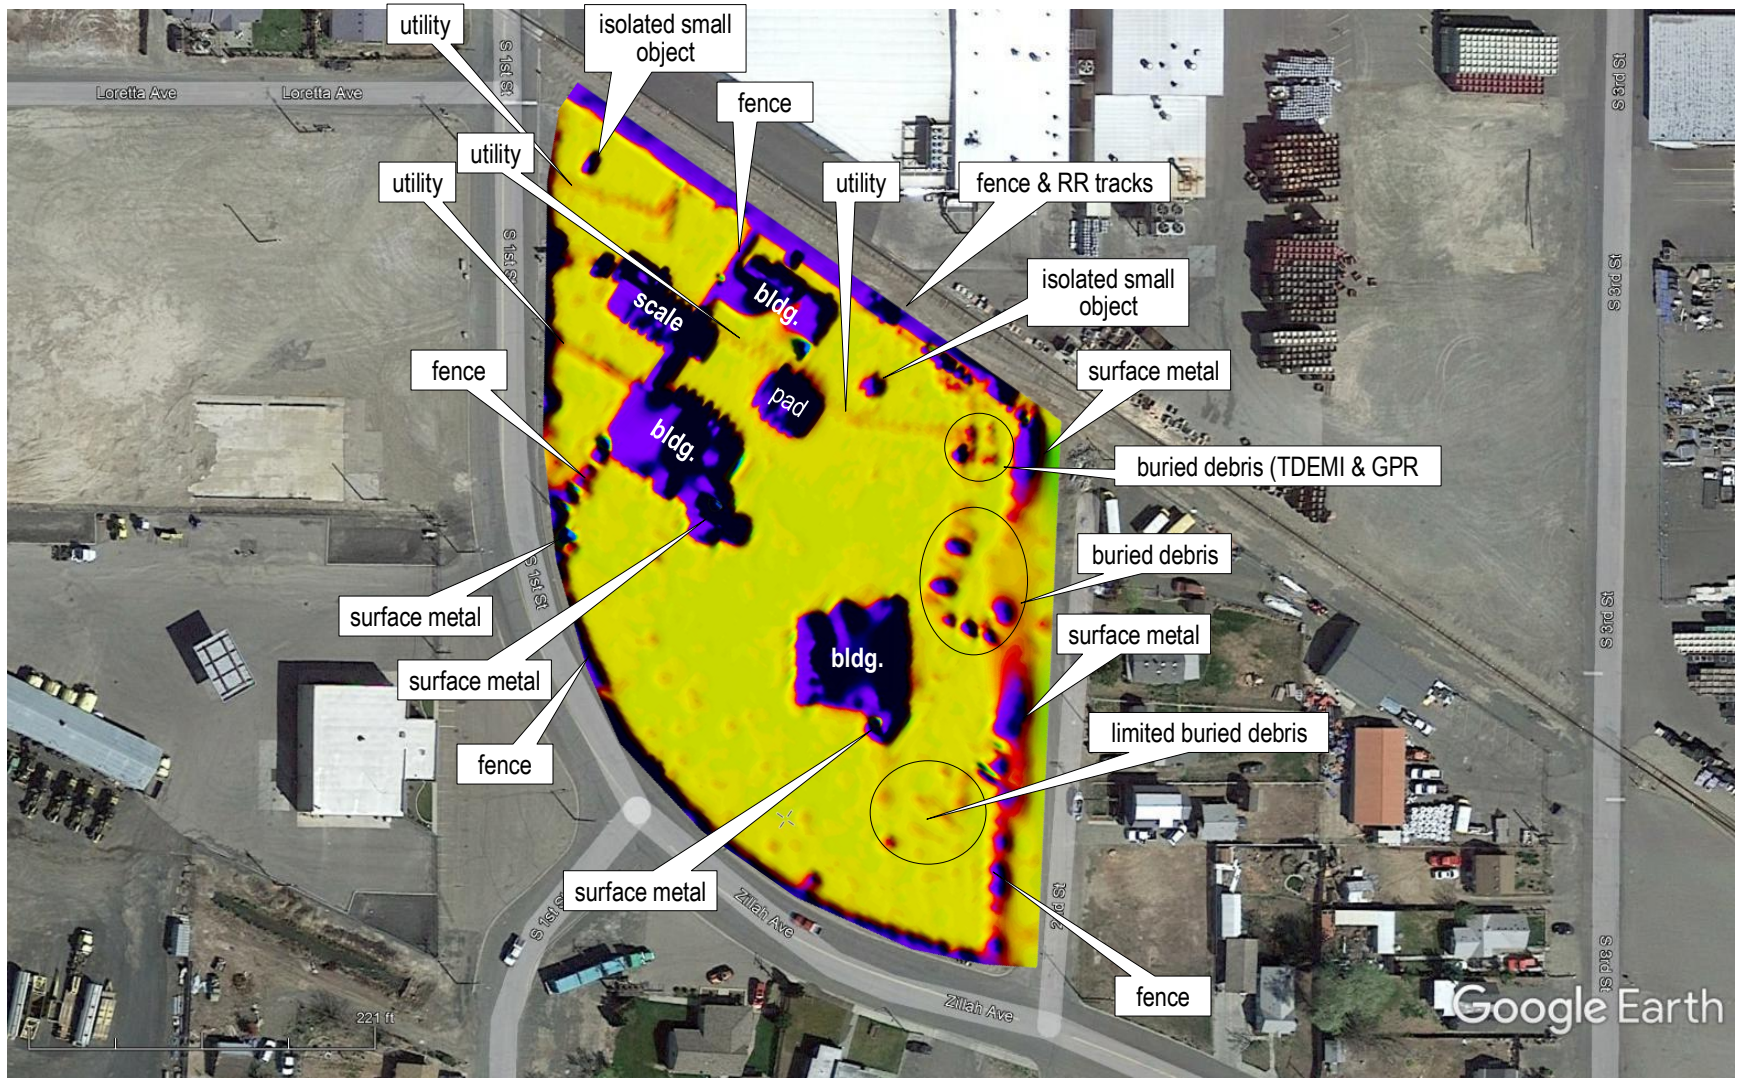 utility
isolated small
object
fence
utility
utility
utility
fence & RR tracks
isolated small
object
fence
surface metal
buried debris (TDEMI & GPR
buried debris
surface metal
surface metal
surface metal
limited buried debris
fence
surface metal
fence
scale
bldg.
pad
bldg.
bldg.
Loretta Ave
Loretta Ave
S 1st St
S 1st St
S 1st St
S 1st St
Zillah Ave
Zillah Ave
2nd St
S 3rd St
S 3rd St
S 3rd St
S 3rd St
221 ft
Google Earth